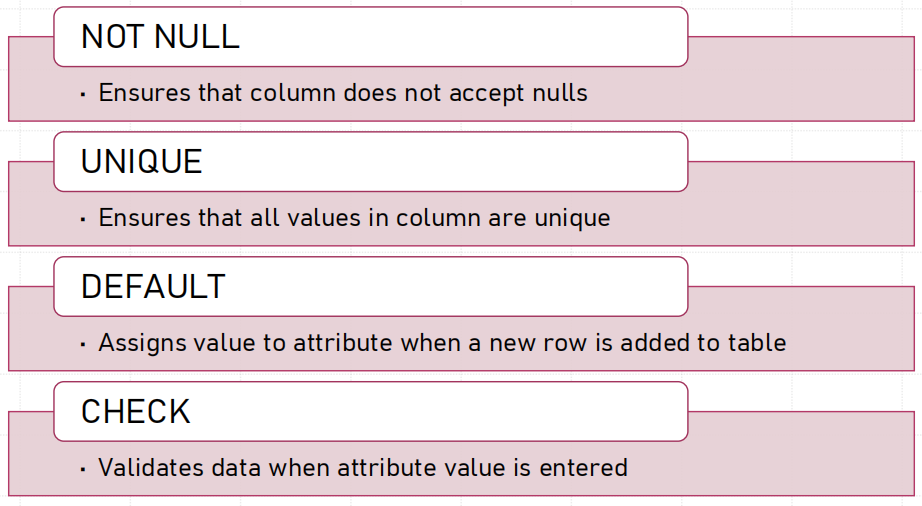 NOT NULL
▪ Ensures that column does not accept nulls
UNIQUE
▪ Ensures that all values in column are unique
DEFAULT
▪ Assigns value to attribute when a new row is added to table
CHECK
▪ Validates data when attribute value is entered